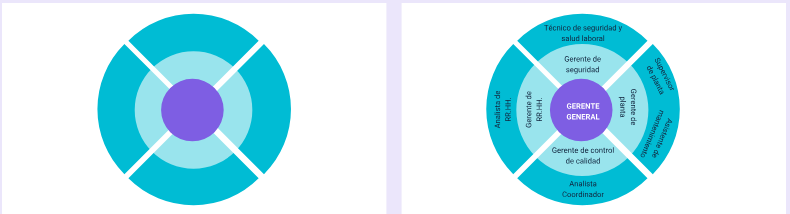 Técnico de seguridad y
salud laboral
Gerente de
seguridad
Supervisor
de planta
Analista de
RR.HH.
Gerente de
RR.HH.
GERENTE
GENERAL
Gerente de
planta
Asistente de
mantenimiento
Gerente de control
de calidad
Analista
Coordinador